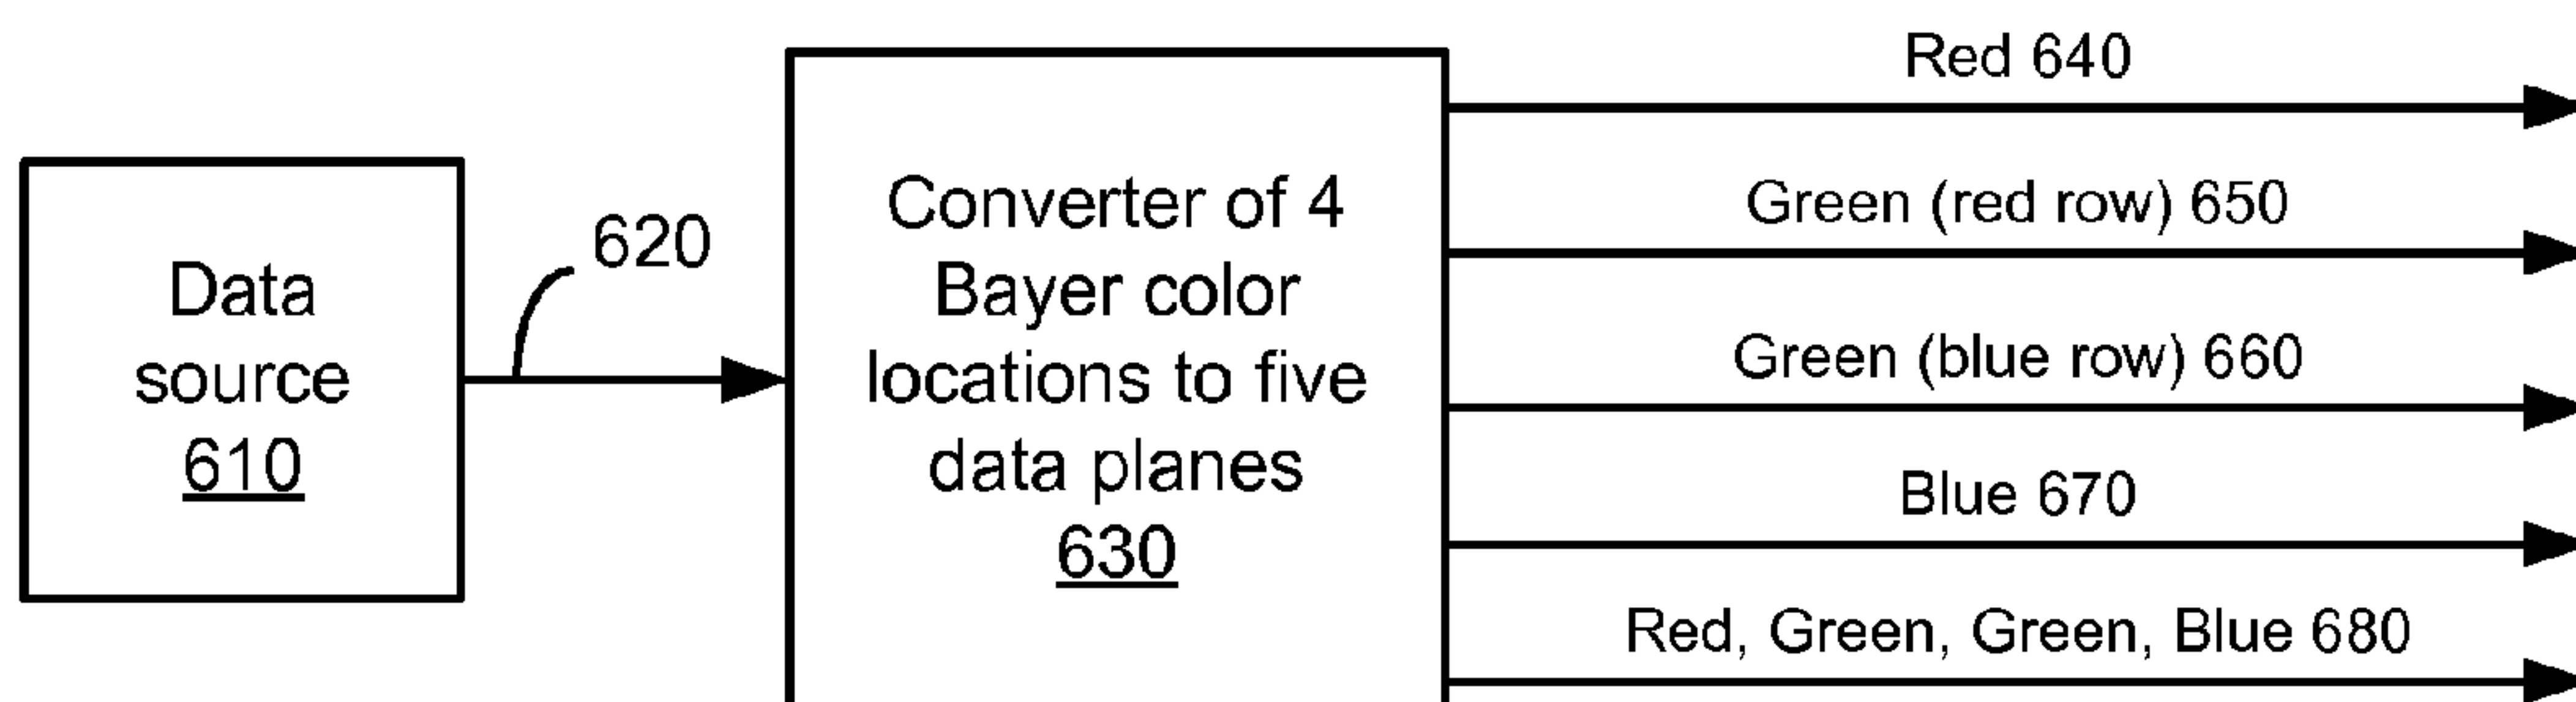 Data
source
610
620
Converter of 4
Bayer color
locations to five
data planes
630
Red 640
Green (red row) 650
Green (blue row) 660
Blue 670
Red, Green, Green, Blue 680